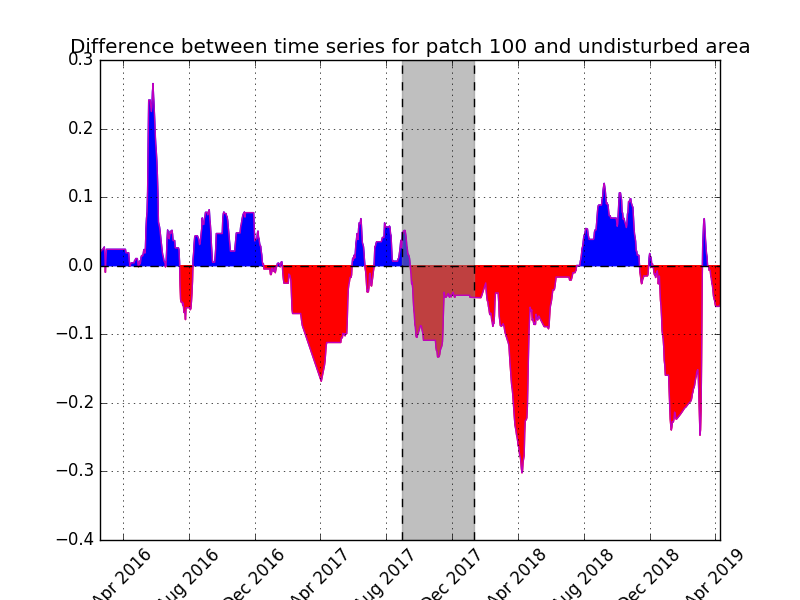 Difference between time series for patch 100 and undisturbed area
0.3
0.2
0.1
0.0
−0.1
−0.2
−0.3
−0.4
Apr 2016
Aug 2016
Dec 2016
Apr 2017
Aug 2017
Dec 2017
Apr 2018
Aug 2018
Dec 2018
Apr 2019